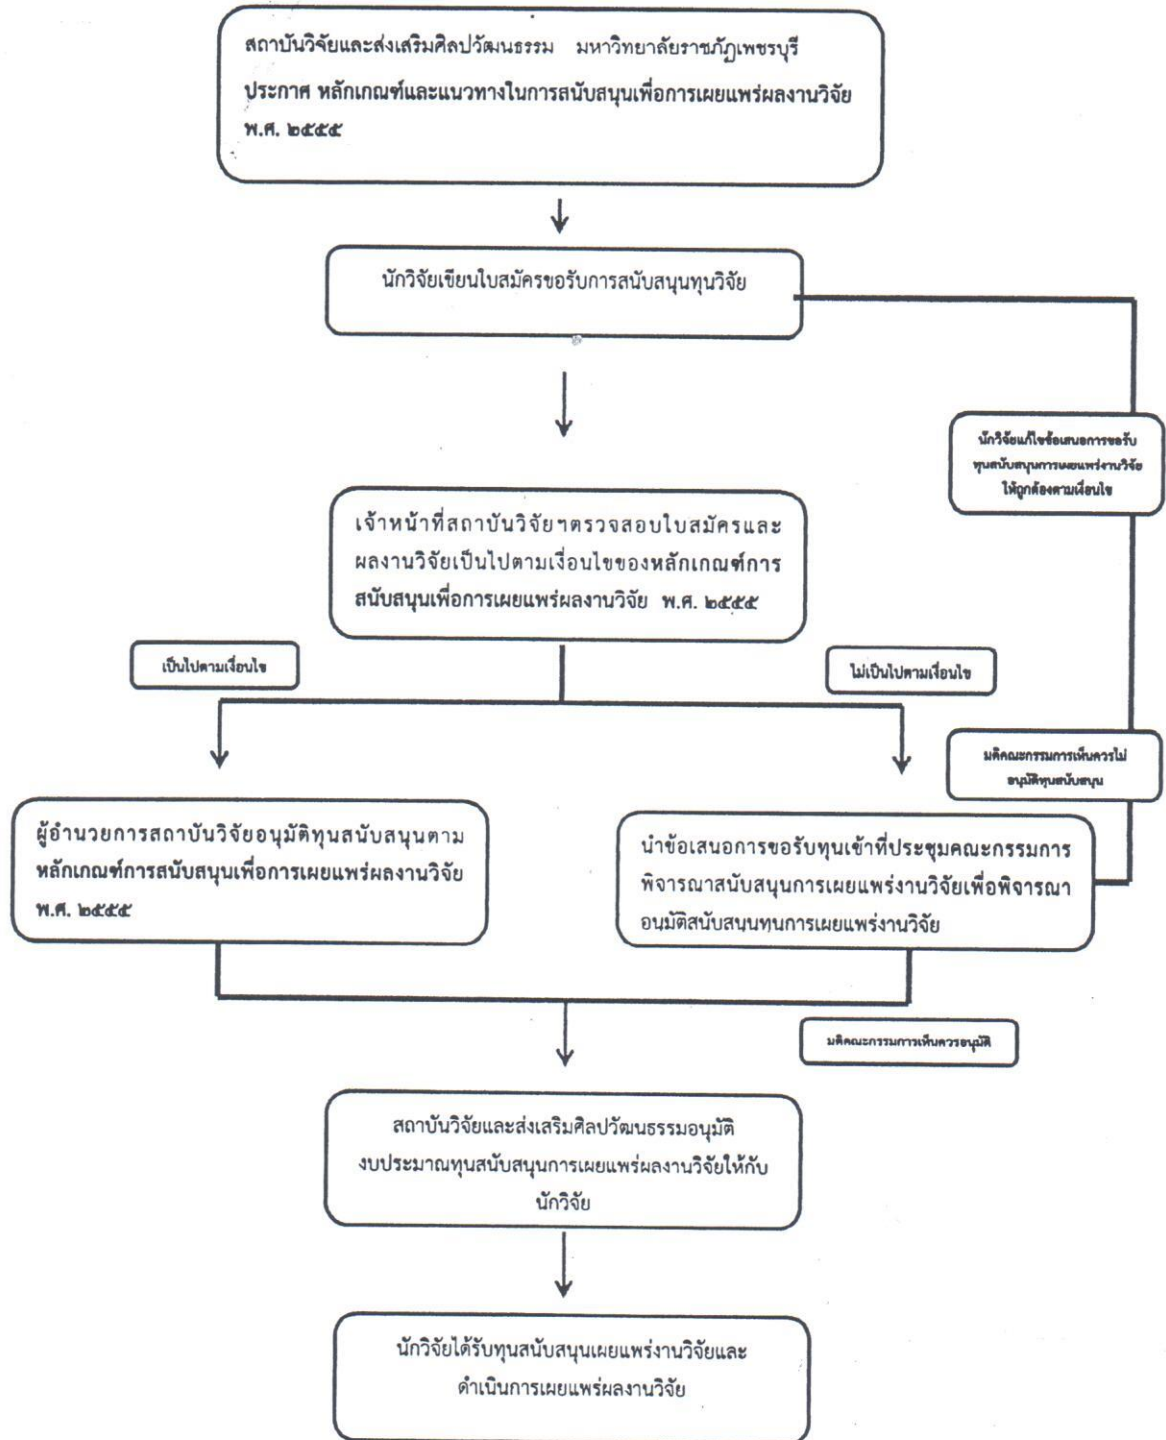 สถาบันวิจัยและส่งเสริมศิลปวัฒนธรรม มหาวิทยาลัยราชภัฏเพชรบุรี
ประกาศ หลักเกณฑ์และแนวทางในการสนับสนุนเพื่อการเผยแพร่ผลงานวิจัย
พ.ศ. ๒๕๕๕
นักวิจัยเขียนใบสมัครขอรับการสนับสนุนทุนวิจัย
นักวิจัยแก้ไขข้อเสนอการขอรับ
ทุนสนับสนุนการเผยแพร่งานวิจัย
ให้ถูกต้องตามเงื่อนไข
เจ้าหน้าที่สถาบันวิจัยฯตรวจสอบใบสมัครและ
ผลงานวิจัยเป็นไปตามเงื่อนไขของหลักเกณฑ์การ
สนับสนุนเพื่อการเผยแพร่ผลงานวิจัย พ.ศ. ๒๕๕๕
เป็นไปตามเงื่อนไข
ไม่เป็นไปตามเงื่อนไข
มติคณะกรรมการเห็นควรไม่
อนุมัติทุนสนับสนุน
ผู้อำนวยการสถาบันวิจัยอนุมัติทุนสนับสนุนตาม
หลักเกณฑ์การสนับสนุนเพื่อการเผยแพร่ผลงานวิจัย
พ.ศ. ๒๕๕๕
นำข้อเสนอการขอรับทุนเข้าที่ประชุมคณะกรรมการ
พิจารณาสนับสนุนการเผยแพร่งานวิจัยเพื่อพิจารณา
อนุมัติสนับสนุนทุนการเผยแพร่งานวิจัย
มติคณะกรรมการเห็นควรอนุมัติ
สถาบันวิจัยและส่งเสริมศิลปวัฒนธรรมอนุมัติ
งบประมาณทุนสนับสนุนการเผยแพร่ผลงานวิจัยให้กับ
นักวิจัย
นักวิจัยได้รับทุนสนับสนุนเผยแพร่งานวิจัยและ
ดำเนินการเผยแพร่ผลงานวิจัย